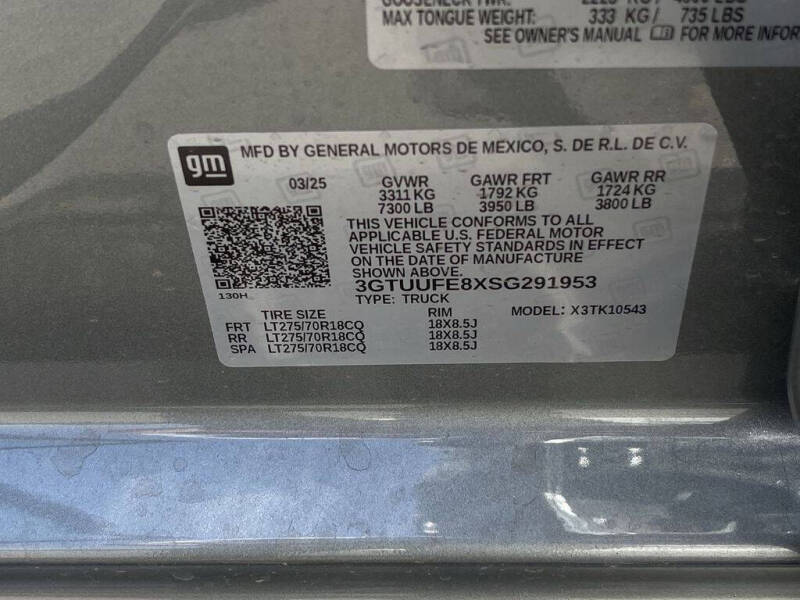 MAX TONGUE WEIGHT: 333 KG/ 735 LBS
SEE OWNER'S MANUAL FOR MORE INFOR
gm
MFD BY GENERAL MOTORS DE MEXICO, S. DE R.L. DE C.V.
03/25 GVWR GAWR FRT GAWR RR
3311 KG 1792 KG 1724 KG
7300 LB 3950 LB 3800 LB
THIS VEHICLE CONFORMS TO ALL
APPLICABLE U.S. FEDERAL MOTOR
VEHICLE SAFETY STANDARDS IN EFFECT
ON THE DATE OF MANUFACTURE
SHOWN ABOVE.
130H
3GTUUFE8XSG291953
TYPE: TRUCK
TIRE SIZE RIM MODEL: X3TK10543
FRT LT275/70R18CQ 18X8.5J
RR LT275/70R18CQ 18X8.5J
SPA LT275/70R18CQ 18X8.5J